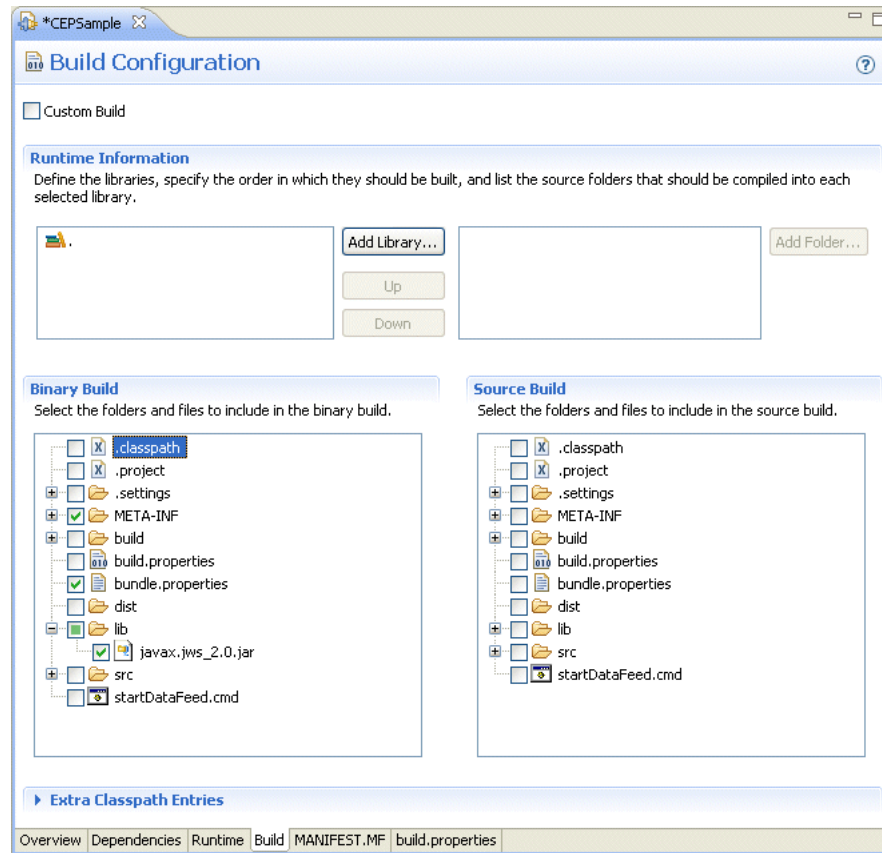 *CEPSample
Build Configuration
Custom Build
Runtime Information
Define the libraries, specify the order in which they should be built, and list the source folders that should be compiled into each
selected library.
.
Add Library...
Add Folder...
Up
Down
Binary Build
Select the folders and files to include in the binary build.
.classpath
.project
.settings
META-INF
build
build.properties
bundle.properties
dist
lib
javax.jws_2.0.jar
src
startDataFeed.cmd
Source Build
Select the folders and files to include in the source build.
.classpath
.project
.settings
META-INF
build
build.properties
bundle.properties
dist
lib
src
startDataFeed.cmd
Extra Classpath Entries
Overview Dependencies Runtime Build MANIFEST.MF build.properties